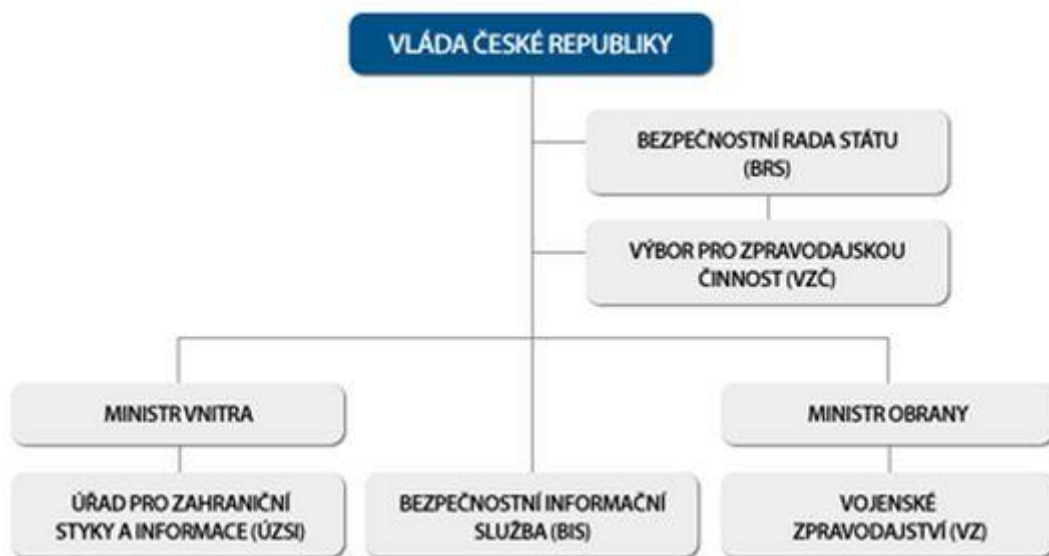 VLÁDA ČESKÉ REPUBLIKY
BEZPEČNOSTNÍ RADA STÁTU
(BRS)
VÝBOR PRO ZPRAVODAJSKOU
ČINNOST (VZČ)
MINISTR VNITRA
MINISTR OBRANY
ÚŘAD PRO ZAHRANIČNÍ
STYKY A INFORMACE (ÚZSI)
BEZPEČNOSTNÍ INFORMAČNÍ
SLUŽBA (BIS)
VOJENSKÉ
ZPRAVODAJSTVÍ (VZ)